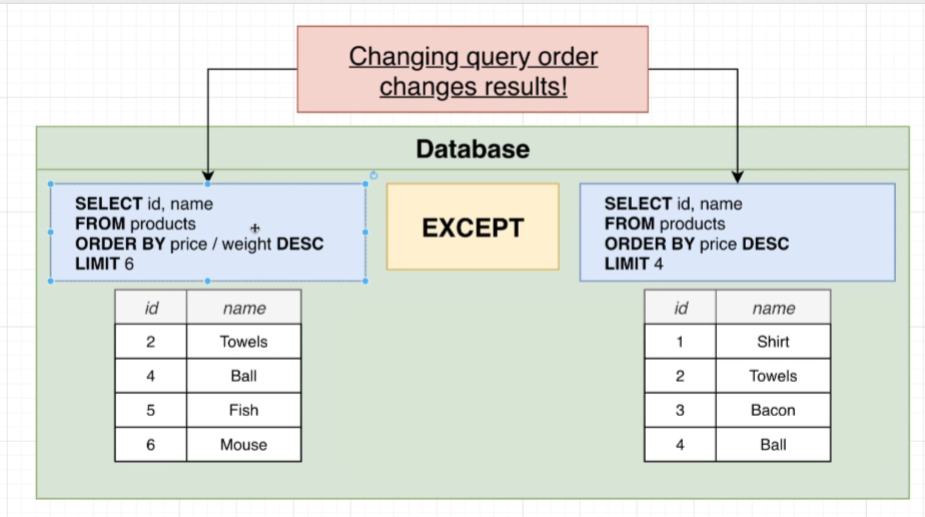 Changing query order
changes results!
Database
SELECT id, name
FROM products
ORDER BY price / weight DESC
LIMIT 6
EXCEPT
SELECT id, name
FROM products
ORDER BY price DESC
LIMIT 4
id name
2 Towels
4 Ball
5 Fish
6 Mouse
id name
1 Shirt
2 Towels
3 Bacon
4 Ball